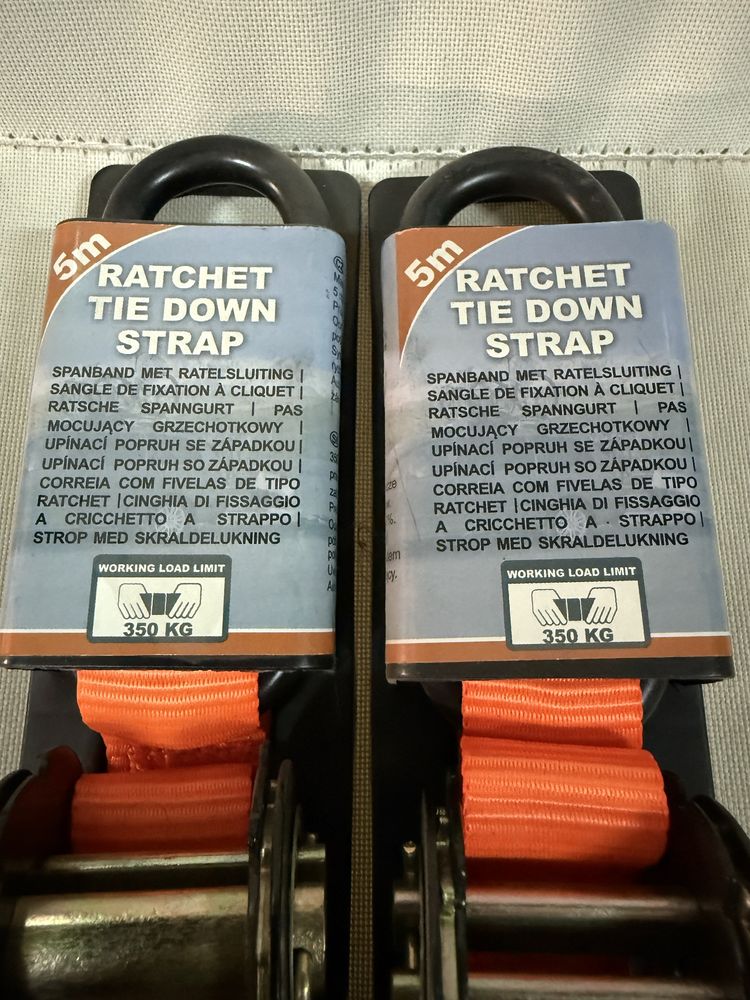 5m
RATCHET
TIE DOWN
STRAP
SPANBAND MET RATELSLUITING |
SANGLE DE FIXATION À CLIQUET |
RATSCHE SPANNGURT | PAS
MOCUJĄCY GRZECHOTKOWY |
UPÍNACÍ POPRUH SE ZÁPADKOU |
UPÍNACÍ POPRUH SO ZÁPADKOU |
CORREIA COM FIVELAS DE TIPO
RATCHET | CINGHIA DI FISSAGGIO
A CRICCHETTO A STRAPPO |
STROP MED SKRALDELUKNING
WORKING LOAD LIMIT
350 KG
5m
RATCHET
TIE DOWN
STRAP
SPANBAND MET RATELSLUITING |
SANGLE DE FIXATION À CLIQUET |
RATSCHE SPANNGURT | PAS
MOCUJĄCY GRZECHOTKOWY |
UPÍNACÍ POPRUH SE ZÁPADKOU |
UPÍNACÍ POPRUH SO ZÁPADKOU |
CORREIA COM FIVELAS DE TIPO
RATCHET | CINGHIA DI FISSAGGIO
A CRICCHETTO A STRAPPO |
STROP MED SKRALDELUKNING
WORKING LOAD LIMIT
350 KG